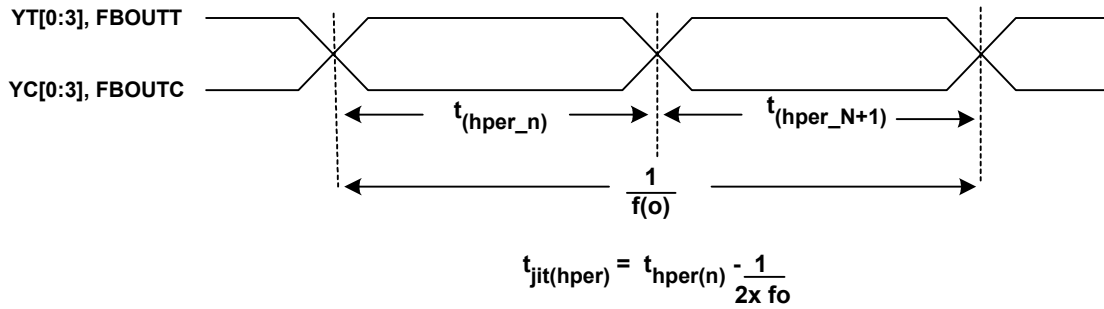 YT[0:3], FBOUTT
YC[0:3], FBOUTC
t(hper_n)
t(hper_N+1)
1
f(o)
tjit(hper) = thper(n) - 1
2x fo